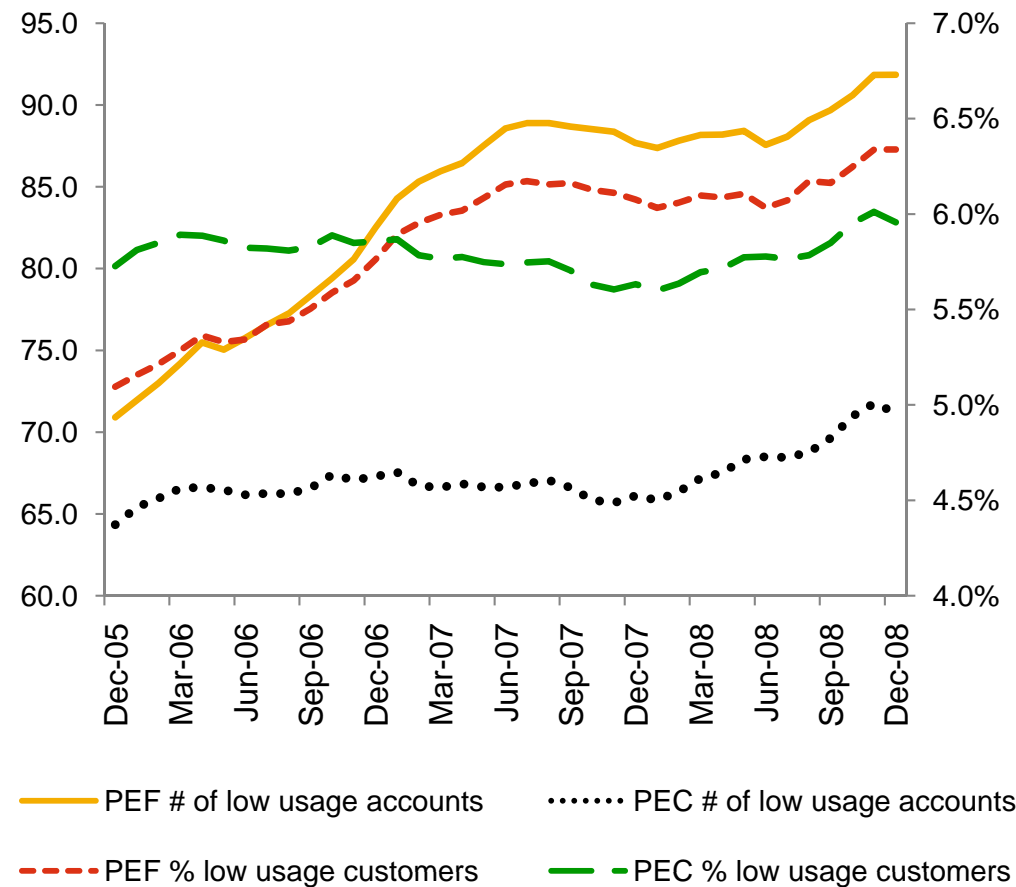 95.0
90.0
85.0
80.0
75.0
70.0
65.0
60.0
7.0%
6.5%
6.0%
5.5%
5.0%
4.5%
4.0%
Dec-05
Mar-06
Jun-06
Sep-06
Dec-06
Mar-07
Jun-07
Sep-07
Dec-07
Mar-08
Jun-08
Sep-08
Dec-08
PEF # of low usage accounts
PEC # of low usage accounts
PEF % low usage customers
PEC % low usage customers